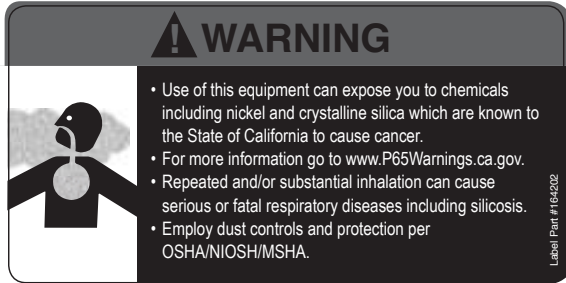 WARNING
• Use of this equipment can expose you to chemicals
including nickel and crystalline silica which are known to
the State of California to cause cancer.
• For more information go to www.P65Warnings.ca.gov.
• Repeated and/or substantial inhalation can cause
serious or fatal respiratory diseases including silicosis.
• Employ dust controls and protection per
OSHA/NIOSH/MSHA.
Label Part #164202